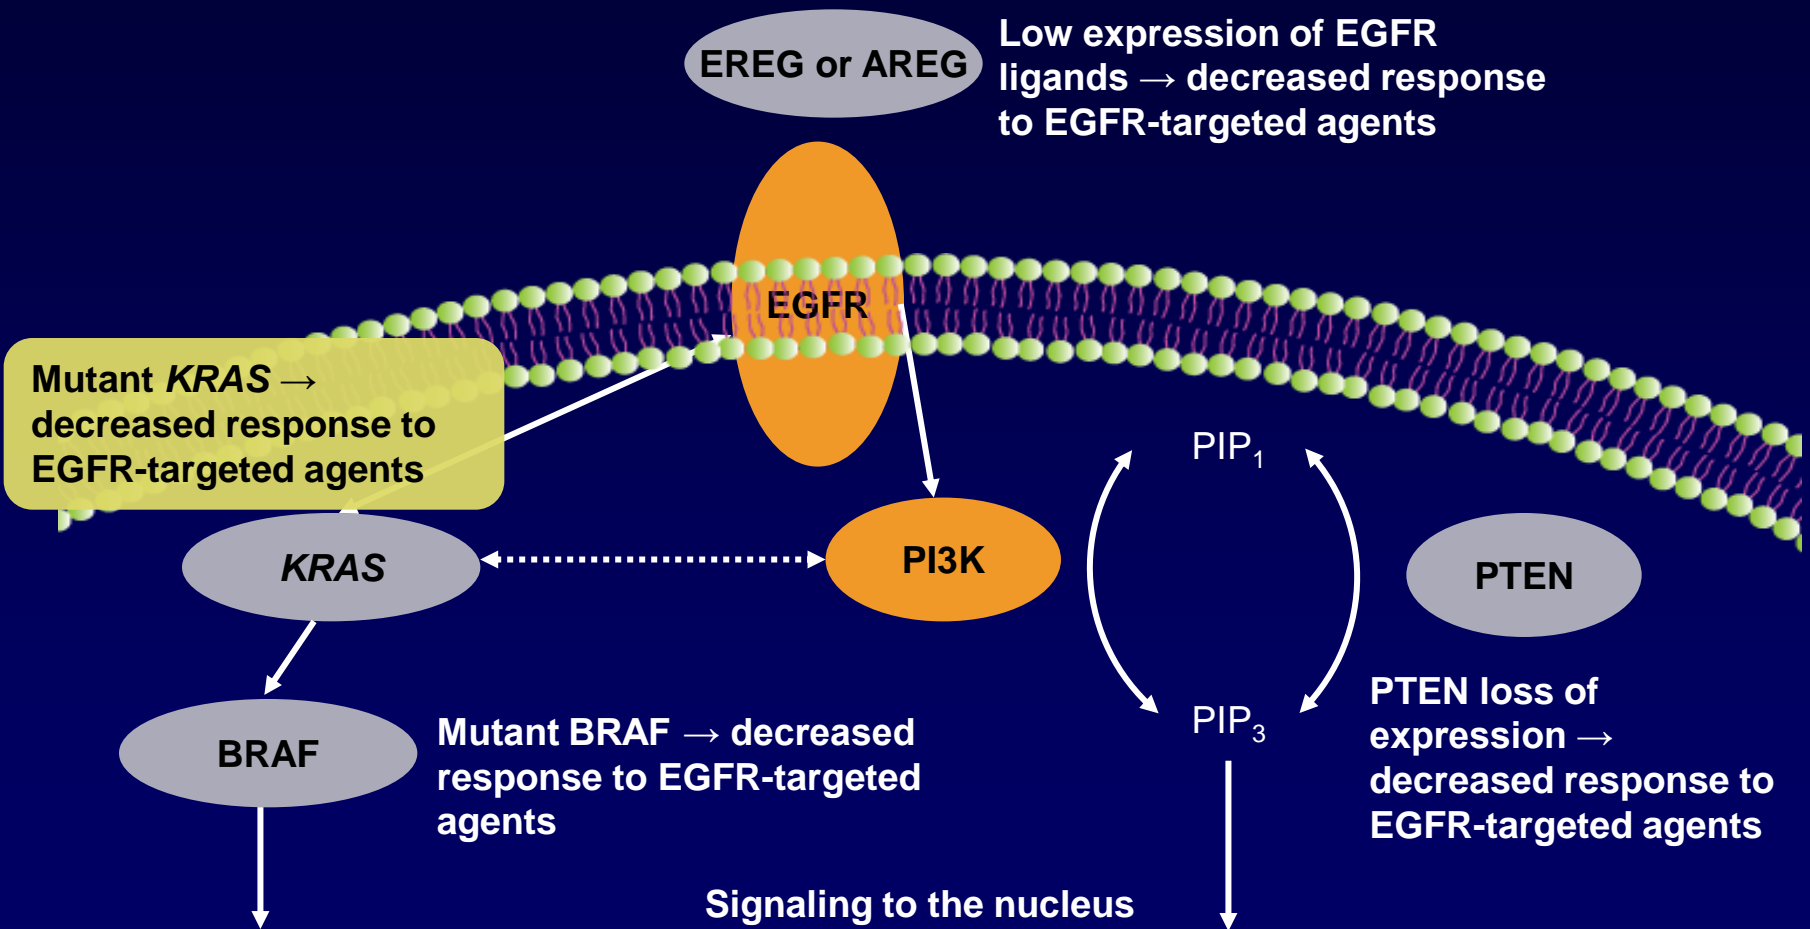 EREG or AREG
Low expression of EGFR
ligands → decreased response
to EGFR-targeted agents
EGFR
Mutant KRAS →
decreased response to
EGFR-targeted agents
PIP₁
KRAS
PI3K
PTEN
PIP₃
BRAF
Mutant BRAF → decreased
response to EGFR-targeted
agents
PTEN loss of
expression →
decreased response to
EGFR-targeted agents
Signaling to the nucleus